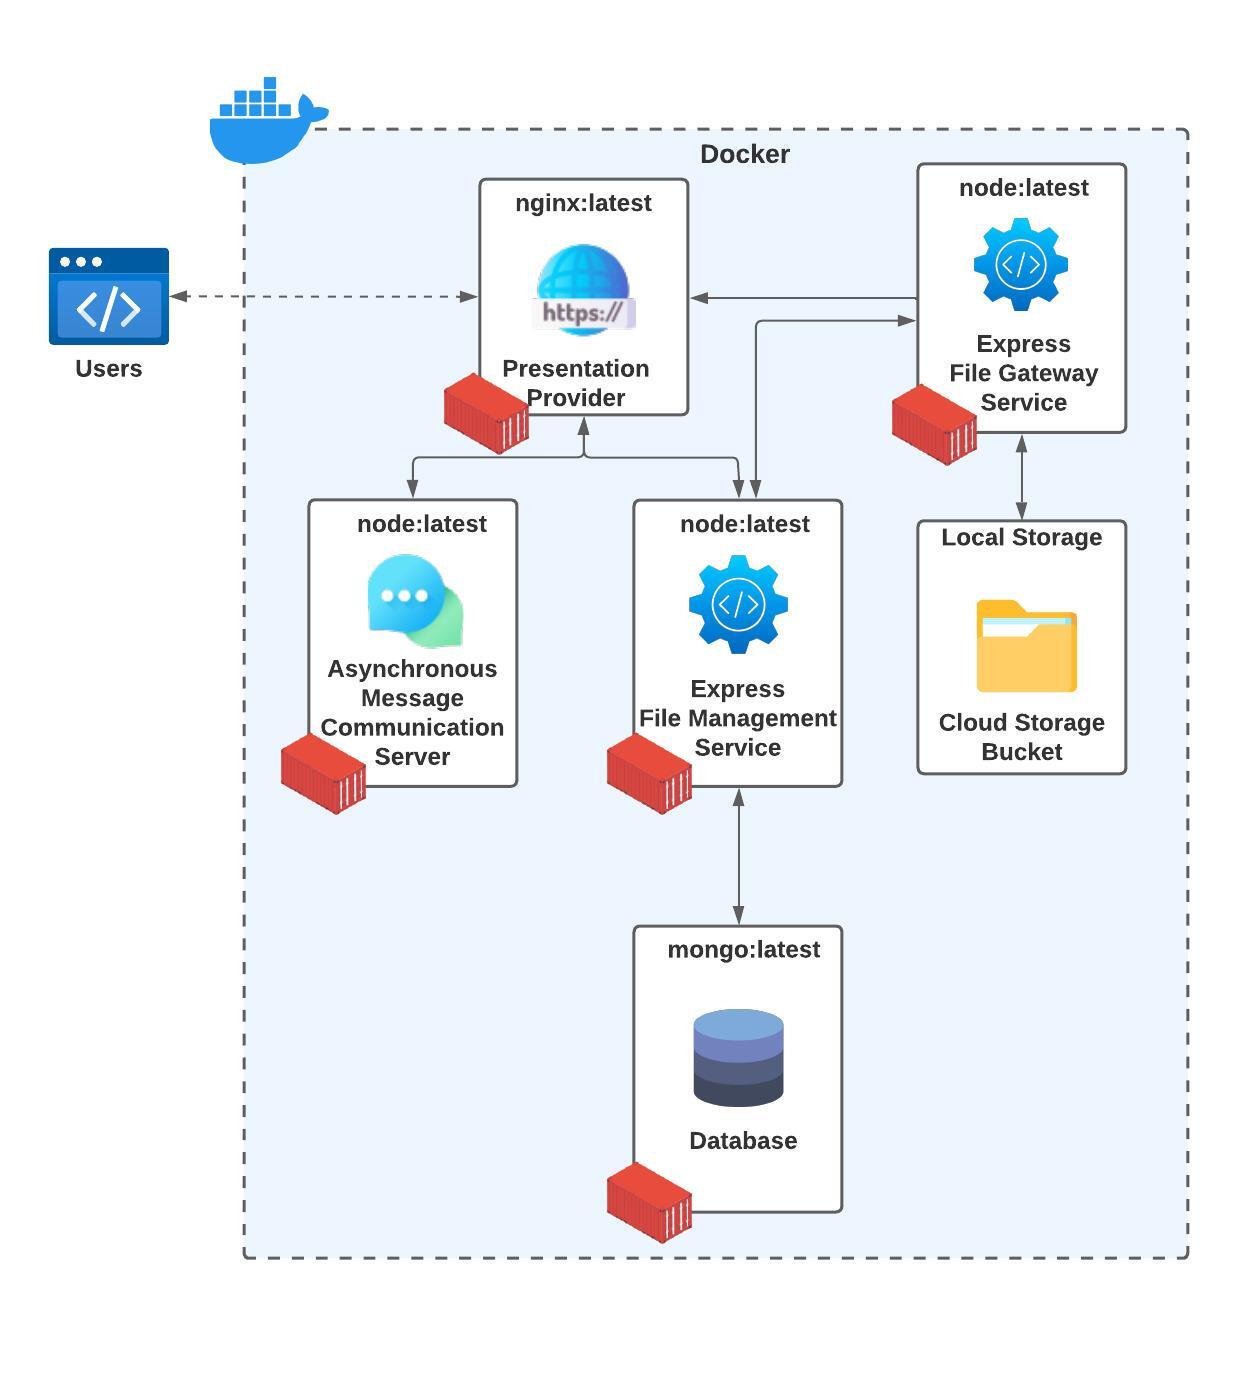 Docker
nginx:latest
https://
Presentation
Provider
node:latest
Express
File Gateway
Service
Users
node:latest
Asynchronous
Message
Communication
Server
node:latest
Express
File Management
Service
Local Storage
Cloud Storage
Bucket
mongo:latest
Database